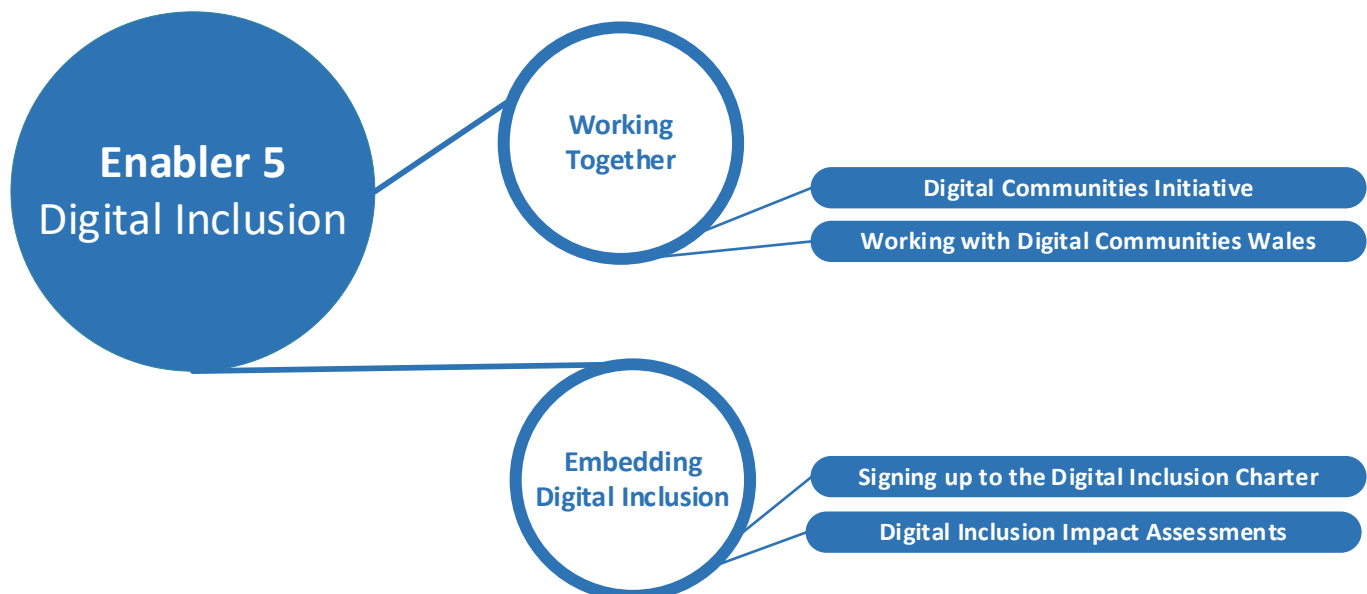 Enabler 5
Digital Inclusion
Working
Together
Digital Communities Initiative
Working with Digital Communities Wales
Embedding
Digital Inclusion
Signing up to the Digital Inclusion Charter
Digital Inclusion Impact Assessments